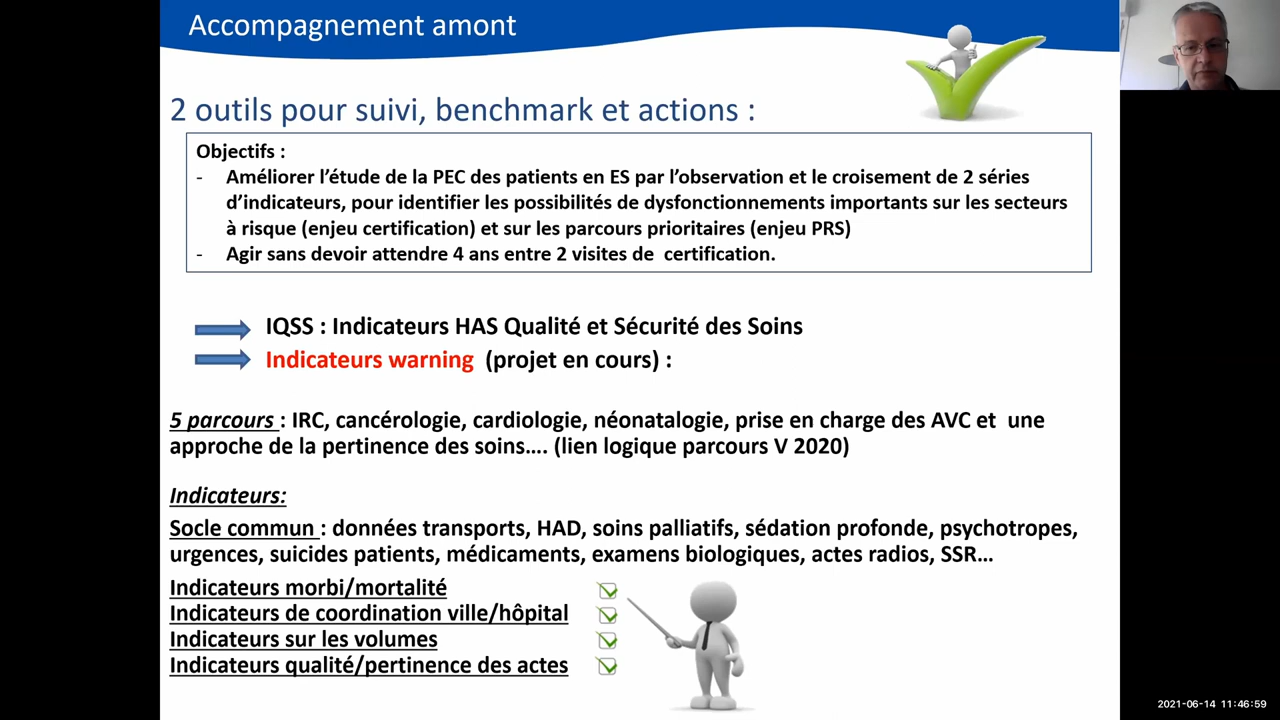 Accompagnement amont
2 outils pour suivi, benchmark et actions :
Objectifs :
- Améliorer l’étude de la PEC des patients en ES par l’observation et le croisement de 2 séries
d’indicateurs, pour identifier les possibilités de dysfonctionnements importants sur les secteurs
à risque (enjeu certification) et sur les parcours prioritaires (enjeu PRS)
- Agir sans devoir attendre 4 ans entre 2 visites de certification.
IQSS : Indicateurs HAS Qualité et Sécurité des Soins
Indicateurs warning (projet en cours) :
5 parcours : IRC, cancérologie, cardiologie, néonatalogie, prise en charge des AVC et une
approche de la pertinence des soins…. (lien logique parcours V 2020)
Indicateurs:
Socle commun : données transports, HAD, soins palliatifs, sédation profonde, psychotropes,
urgences, suicides patients, médicaments, examens biologiques, actes radios, SSR…
Indicateurs morbi/mortalité
Indicateurs de coordination ville/hôpital
Indicateurs sur les volumes
Indicateurs qualité/pertinence des actes
2021-06-14 11:46:59